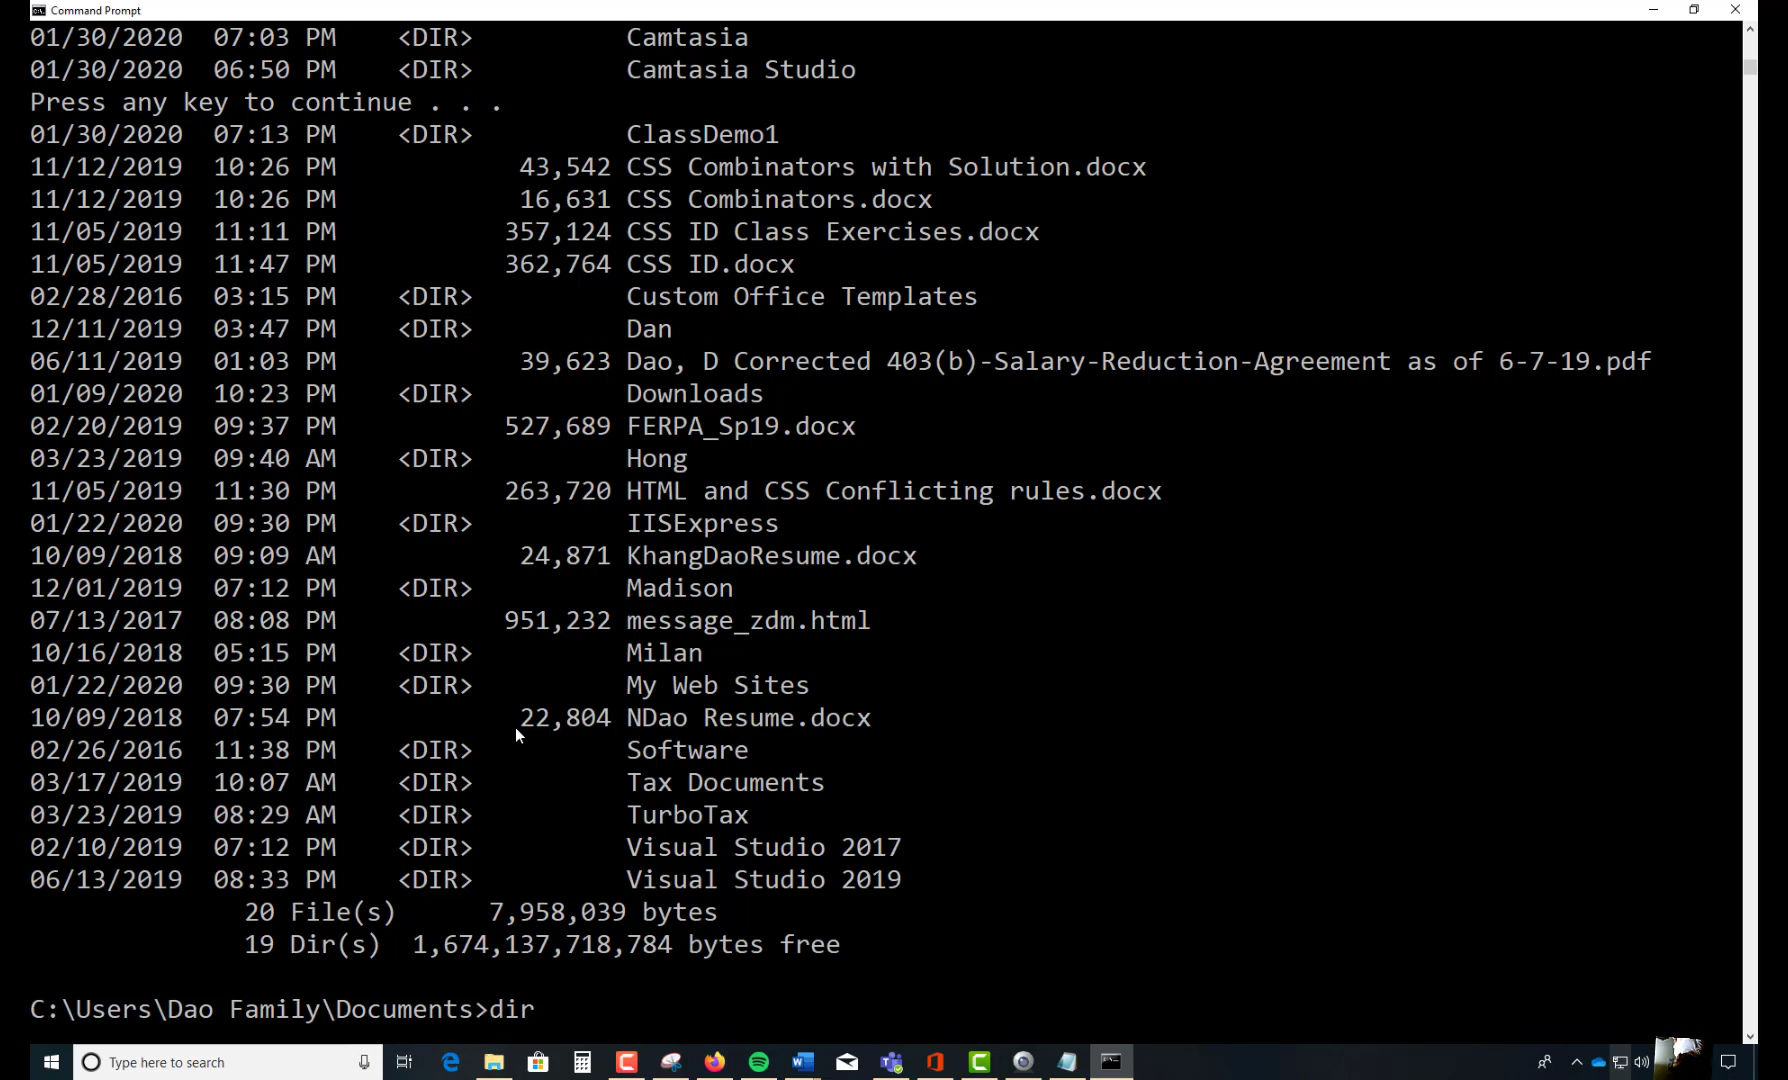 Command Prompt
01/30/2020  07:03 PM    <DIR>          Camtasia
01/30/2020  06:50 PM    <DIR>          Camtasia Studio
Press any key to continue . . .
01/30/2020  07:13 PM    <DIR>          ClassDemo1
11/12/2019  10:26 PM            43,542 CSS Combinators with Solution.docx
11/12/2019  10:26 PM            16,631 CSS Combinators.docx
11/05/2019  11:11 PM           357,124 CSS ID Class Exercises.docx
11/05/2019  11:47 PM           362,764 CSS ID.docx
02/28/2016  03:15 PM    <DIR>          Custom Office Templates
12/11/2019  03:47 PM    <DIR>          Dan
06/11/2019  01:03 PM            39,623 Dao, D Corrected 403(b)-Salary-Reduction-Agreement as of 6-7-19.pdf
01/09/2020  10:23 PM    <DIR>          Downloads
02/20/2019  09:37 PM           527,689 FERPA_Sp19.docx
03/23/2019  09:40 AM    <DIR>          Hong
11/05/2019  11:30 PM           263,720 HTML and CSS Conflicting rules.docx
01/22/2020  09:30 PM    <DIR>          IISExpress
10/09/2018  09:09 AM            24,871 KhangDaoResume.docx
12/01/2019  07:12 PM    <DIR>          Madison
07/13/2017  08:08 PM           951,232 message_zdm.html
10/16/2018  05:15 PM    <DIR>          Milan
01/22/2020  09:30 PM    <DIR>          My Web Sites
10/09/2018  07:54 PM            22,804 NDao Resume.docx
02/26/2016  11:38 PM    <DIR>          Software
03/17/2019  10:07 AM    <DIR>          Tax Documents
03/23/2019  08:29 AM    <DIR>          TurboTax
02/10/2019  07:12 PM    <DIR>          Visual Studio 2017
06/13/2019  08:33 PM    <DIR>          Visual Studio 2019
              20 File(s)      7,958,039 bytes
              19 Dir(s)  1,674,137,718,784 bytes free
C:\Users\Dao Family\Documents>dir
Type here to search